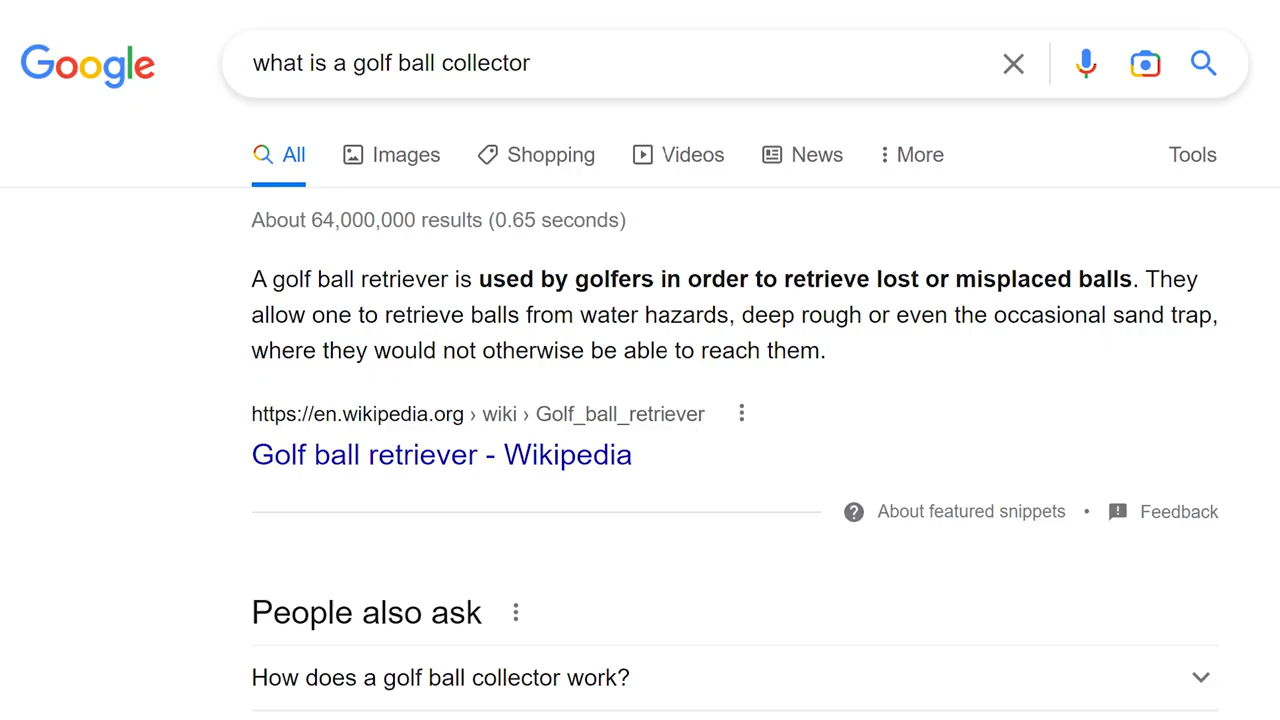 Google
what is a golf ball collector
All Images Shopping Videos News More Tools
About 64,000,000 results (0.65 seconds)
A golf ball retriever is used by golfers in order to retrieve lost or misplaced balls. They
allow one to retrieve balls from water hazards, deep rough or even the occasional sand trap,
where they would not otherwise be able to reach them.
https://en.wikipedia.org › wiki › Golf_ball_retriever
Golf ball retriever - Wikipedia
About featured snippets • Feedback
People also ask
How does a golf ball collector work?